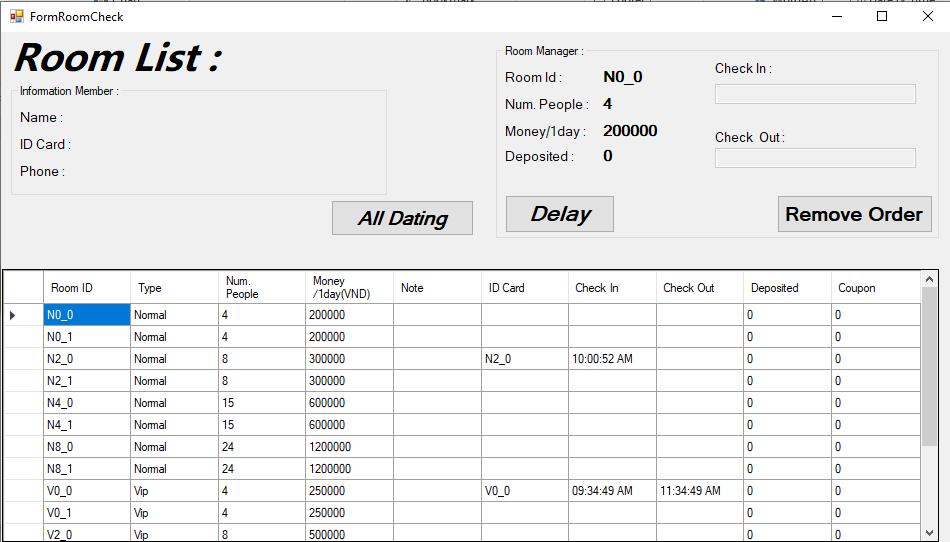 FormRoomCheck
Room List :
Information Member :
Name :
ID Card :
Phone :
All Dating
Room Manager :
Room Id : N0_0
Num. People : 4
Money/1day : 200000
Deposited : 0
Check In :
Check Out :
Delay
Remove Order
Room ID Type Num. People Money /1day(VND) Note ID Card Check In Check Out Deposited Coupon
N0_0 Normal 4 200000 0 0
N0_1 Normal 4 200000 0 0
N2_0 Normal 8 300000 N2_0 10:00:52 AM 0 0
N2_1 Normal 8 300000 0 0
N4_0 Normal 15 600000 0 0
N4_1 Normal 15 600000 0 0
N8_0 Normal 24 1200000 0 0
N8_1 Normal 24 1200000 0 0
V0_0 Vip 4 250000 V0_0 09:34:49 AM 11:34:49 AM 0 0
V0_1 Vip 4 250000 0 0
V2_0 Vip 8 500000 0 0